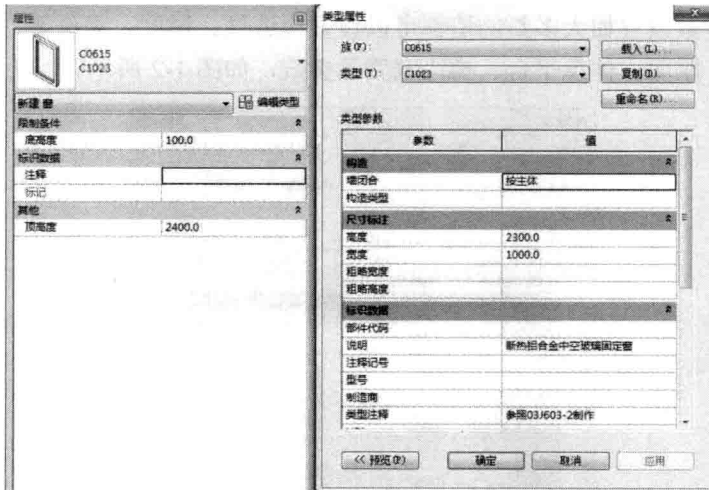 属性
C0615
C1023
新建 窗
编辑类型
限制条件
底高度 100.0
标识数据
注释
标记
其他
顶高度 2400.0
类型属性
族(F): C0615 载入(L)...
类型(T): C1023 复制(D)...
重命名(R)...
类型参数
参数 值
构造
墙闭合 按主体
构造类型
尺寸标注
高度 2300.0
宽度 1000.0
粗略宽度
粗略高度
标识数据
部件代码
说明 断热铝合金中空玻璃固定窗
注释记号
型号
制造商
类型注释 参照03J603-2制作
<< 预览(P) 确定 取消 应用